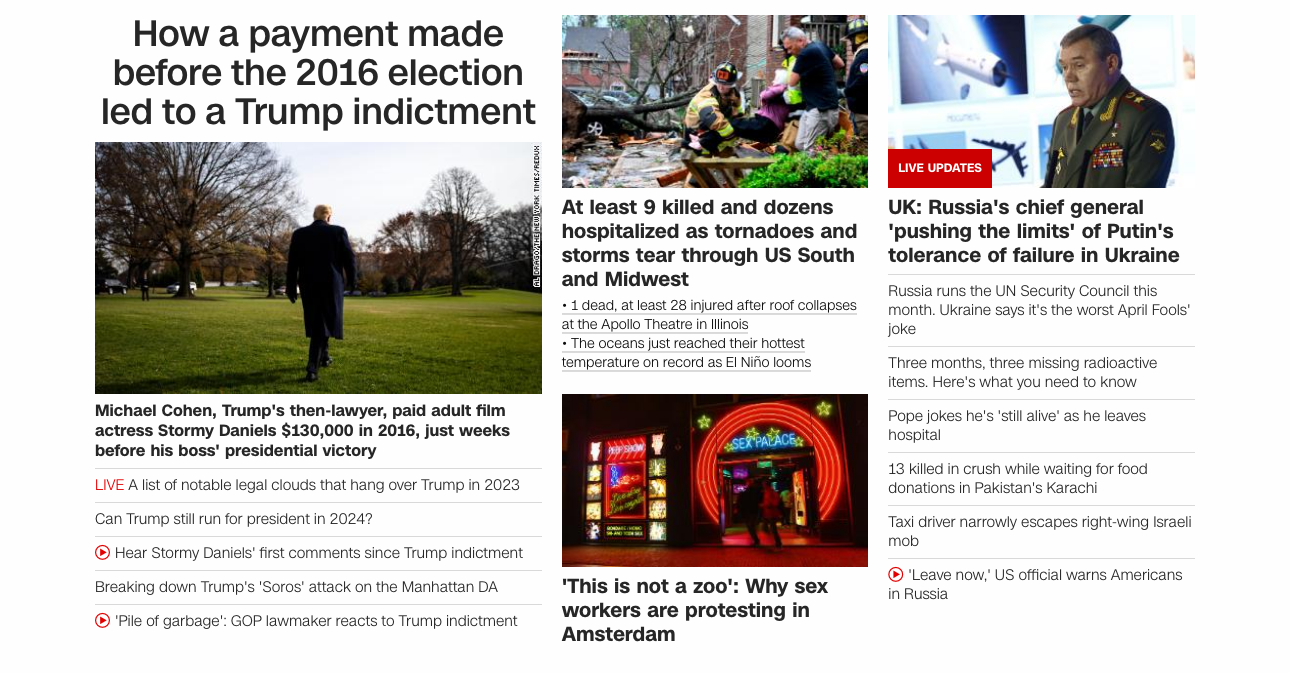 How a payment made
before the 2016 election
led to a Trump indictment
AL DRAGO/THE NEW YORK TIMES/REDUX
Michael Cohen, Trump's then-lawyer, paid adult film
actress Stormy Daniels $130,000 in 2016, just weeks
before his boss' presidential victory
LIVE A list of notable legal clouds that hang over Trump in 2023
Can Trump still run for president in 2024?
Hear Stormy Daniels' first comments since Trump indictment
Breaking down Trump's 'Soros' attack on the Manhattan DA
'Pile of garbage': GOP lawmaker reacts to Trump indictment
123
At least 9 killed and dozens
hospitalized as tornadoes and
storms tear through US South
and Midwest
• 1 dead, at least 28 injured after roof collapses
at the Apollo Theatre in Illinois
• The oceans just reached their hottest
temperature on record as El Niño looms
PEEP SHOW
SEX PALACE
'This is not a zoo': Why sex
workers are protesting in
Amsterdam
LIVE UPDATES
UK: Russia's chief general
'pushing the limits' of Putin's
tolerance of failure in Ukraine
Russia runs the UN Security Council this
month. Ukraine says it's the worst April Fools'
joke
Three months, three missing radioactive
items. Here's what you need to know
Pope jokes he's 'still alive' as he leaves
hospital
13 killed in crush while waiting for food
donations in Pakistan's Karachi
Taxi driver narrowly escapes right-wing Israeli
mob
'Leave now,' US official warns Americans
in Russia